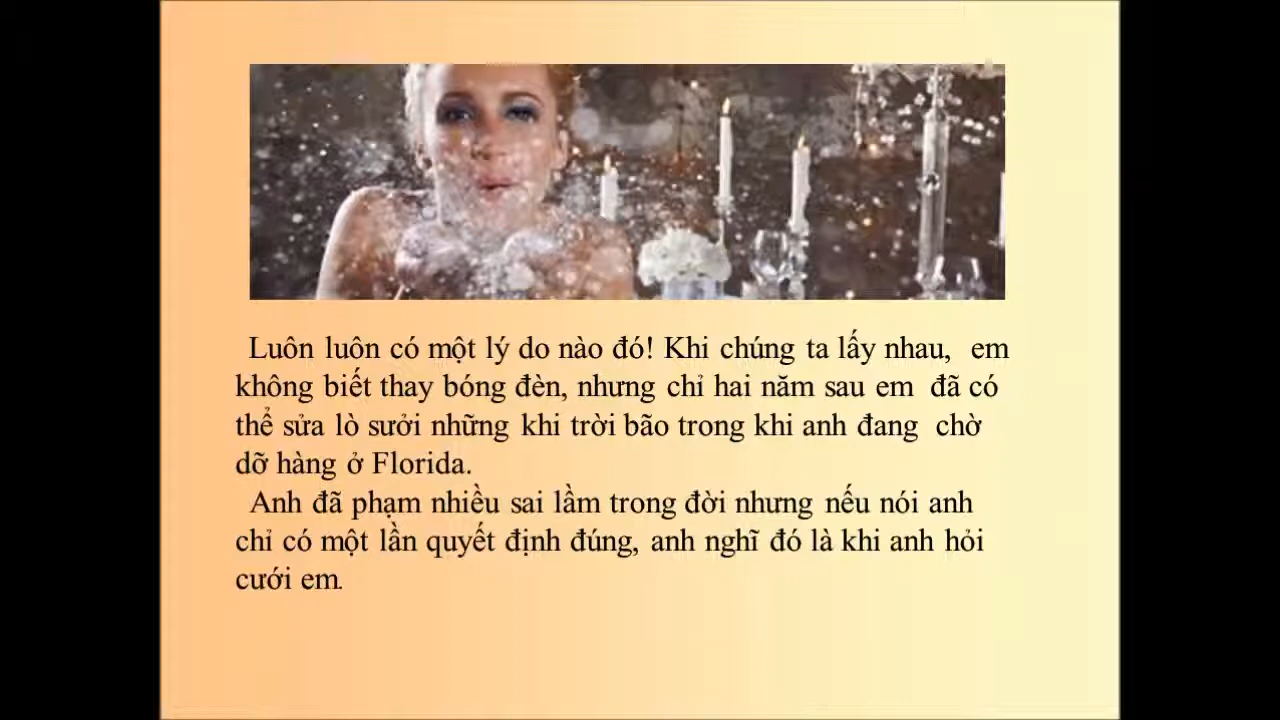 Luôn luôn có một lý do nào đó! Khi chúng ta lấy nhau, em
không biết thay bóng đèn, nhưng chỉ hai năm sau em đã có
thể sửa lò sưởi những khi trời bão trong khi anh đang chờ
dỡ hàng ở Florida.
Anh đã phạm nhiều sai lầm trong đời nhưng nếu nói anh
chỉ có một lần quyết định đúng, anh nghĩ đó là khi anh hỏi
cưới em.